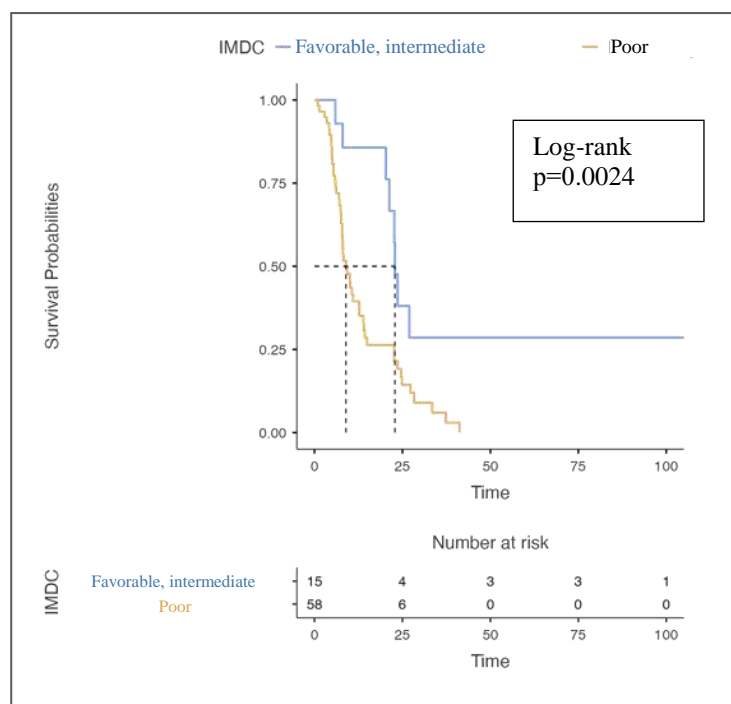 IMDC Favorable, intermediate Poor
Log-rank
p=0.0024
Survival Probabilities
1.00
0.75
0.50
0.25
0.00
0 25 50 75 100
Time
Number at risk
IMDC
Favorable, intermediate 15 4 3 3 1
Poor 58 6 0 0 0
0 25 50 75 100
Time